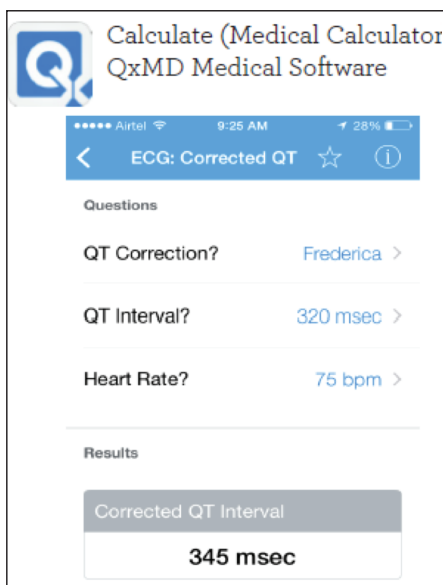 Calculate (Medical Calculator
QxMD Medical Software
Airtel 9:25 AM 28%
ECG: Corrected QT
Questions
QT Correction? Frederica
QT Interval? 320 msec
Heart Rate? 75 bpm
Results
Corrected QT Interval
345 msec